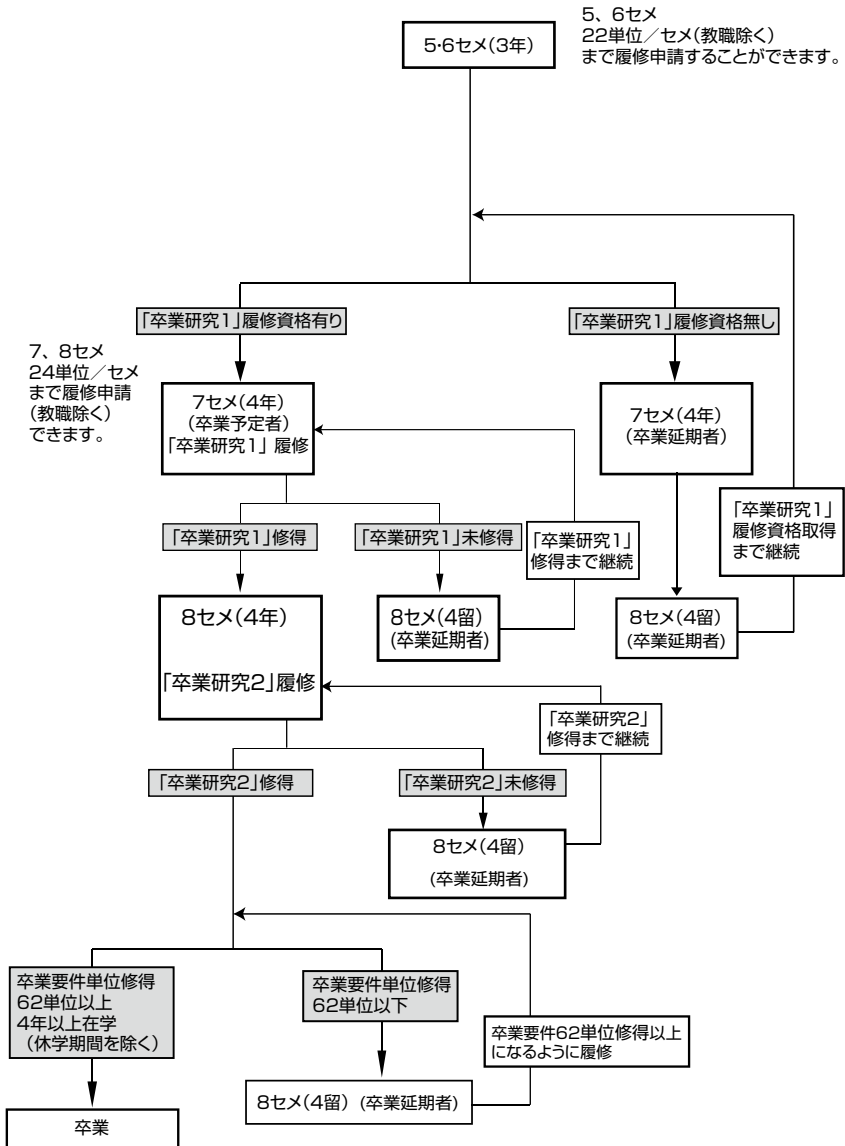 5・6セメ(3年)
5、6セメ
22単位／セメ(教職除く)
まで履修申請することができます。
「卒業研究1」履修資格有り
「卒業研究1」履修資格無し
7、8セメ
24単位／セメ
まで履修申請
(教職除く)
できます。
7セメ(4年)
(卒業予定者)
「卒業研究1」 履修
7セメ(4年)
(卒業延期者)
「卒業研究1」
履修資格取得
まで継続
「卒業研究1」修得
「卒業研究1」未修得
「卒業研究1」
修得まで継続
8セメ(4年)
「卒業研究2」履修
8セメ(4留)
(卒業延期者)
8セメ(4留)
(卒業延期者)
「卒業研究2」
修得まで継続
「卒業研究2」修得
「卒業研究2」未修得
8セメ(4留)
(卒業延期者)
卒業要件単位修得
62単位以上
4年以上在学
(休学期間を除く)
卒業要件単位修得
62単位以下
卒業要件62単位修得以上
になるように履修
8セメ(4留) (卒業延期者)
卒業